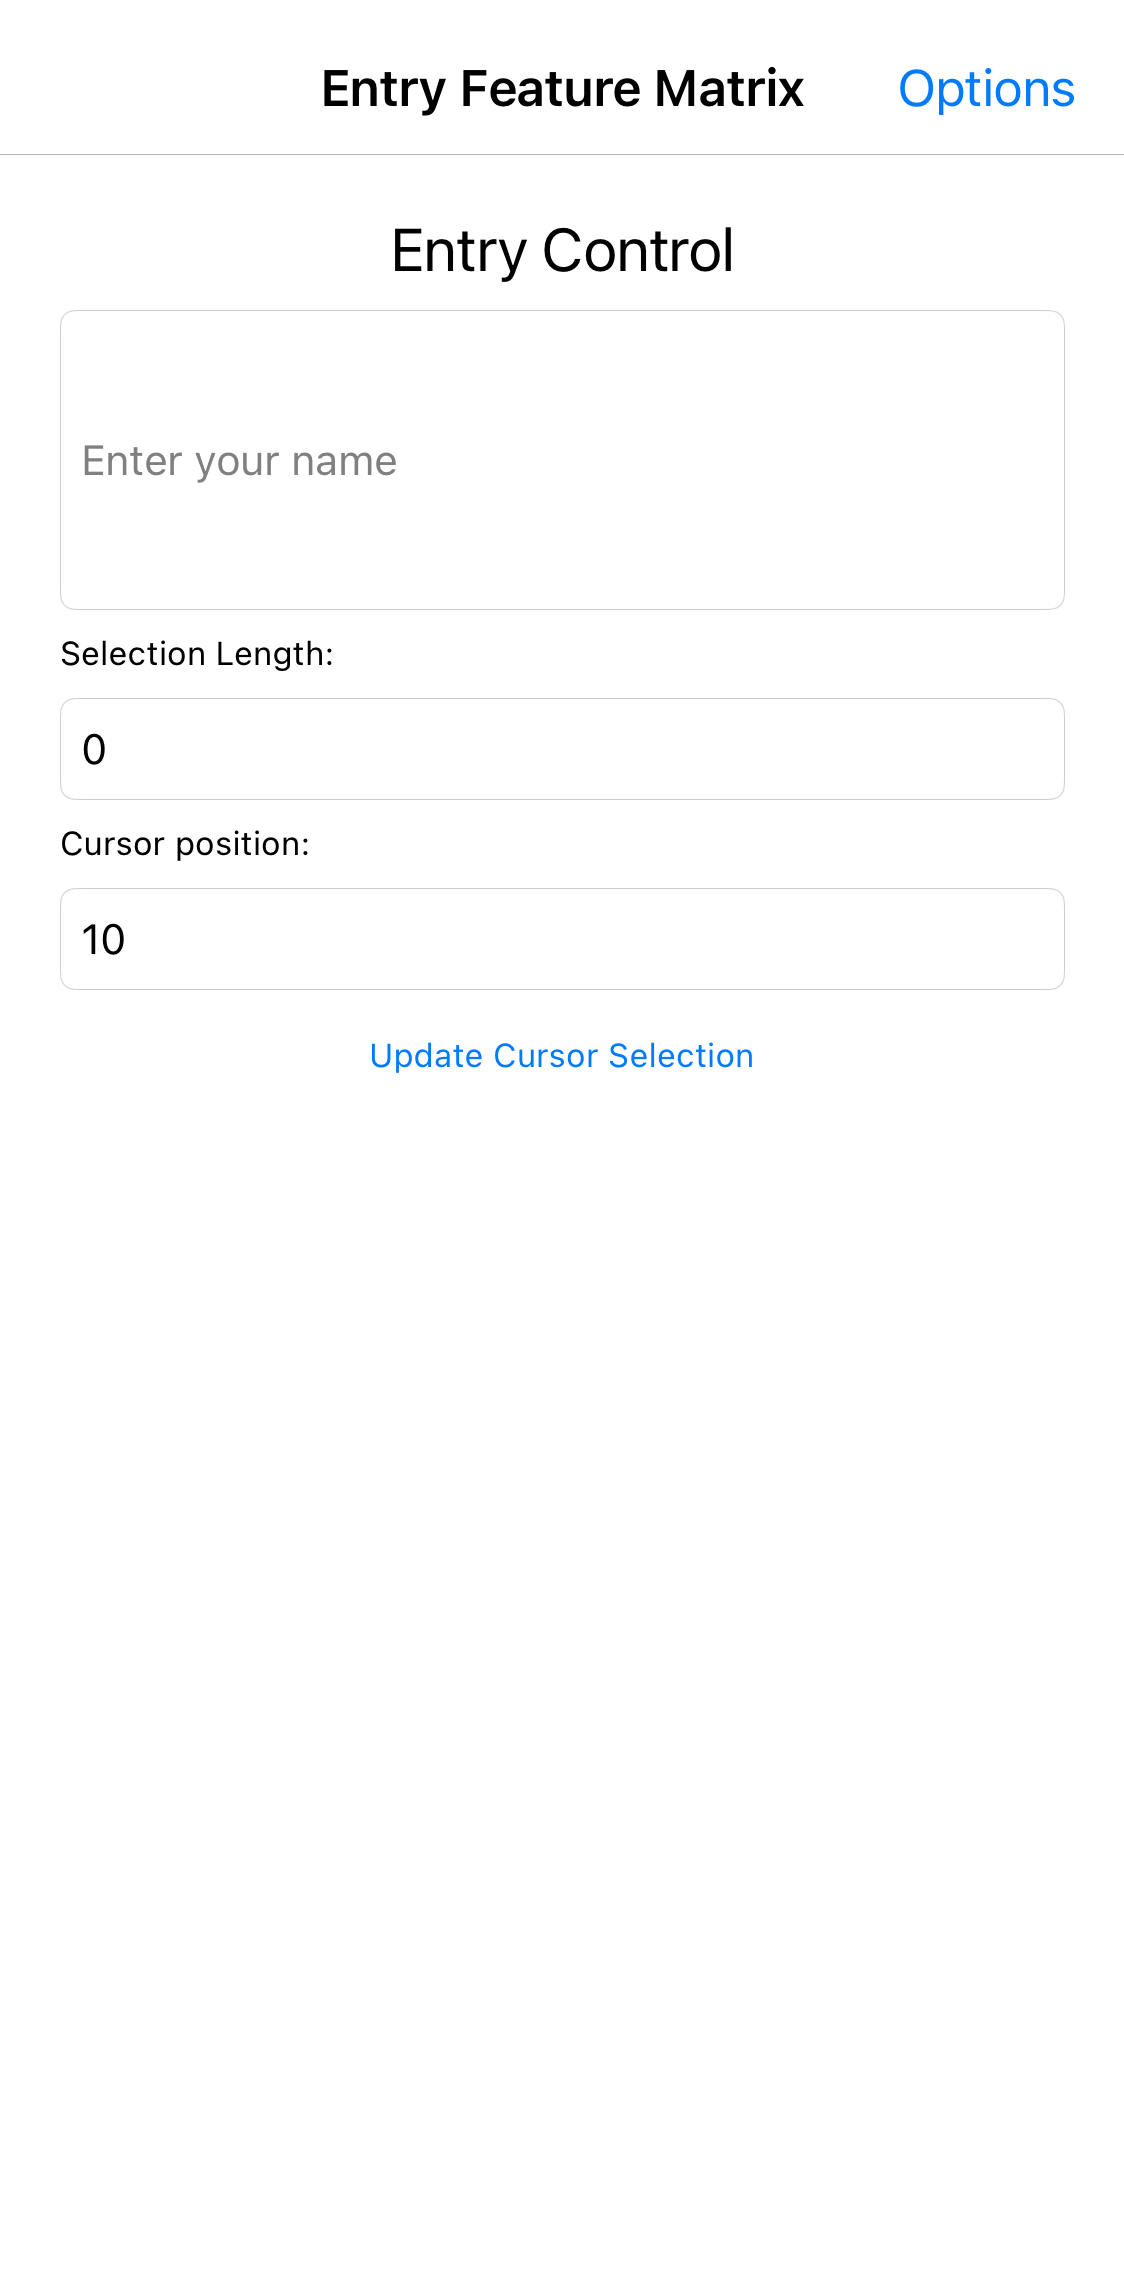 Entry Feature Matrix
Options
Entry Control
Enter your name
Selection Length:
0
Cursor position:
10
Update Cursor Selection